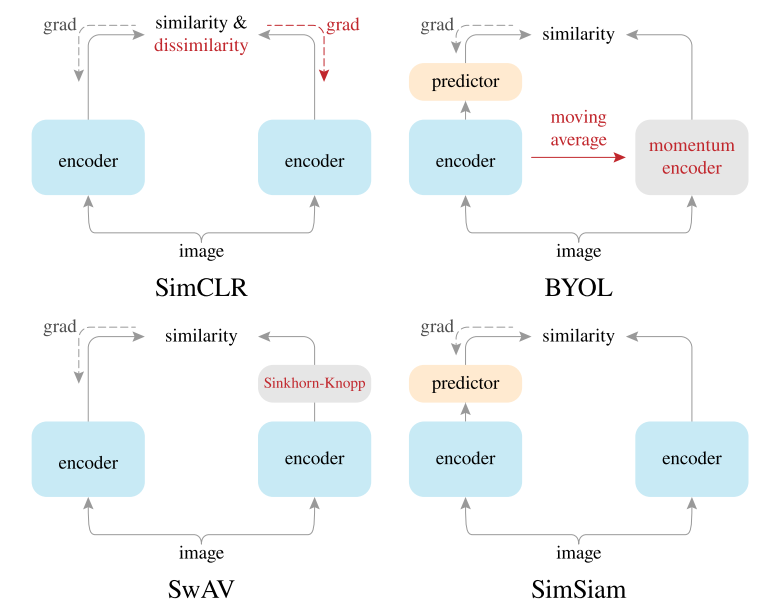 grad
similarity &
dissimilarity
grad
encoder
encoder
image
SimCLR
grad
similarity
predictor
encoder
moving
average
momentum
encoder
image
BYOL
grad
similarity
Sinkhorn-Knopp
encoder
encoder
image
SwAV
grad
similarity
predictor
encoder
encoder
image
SimSiam